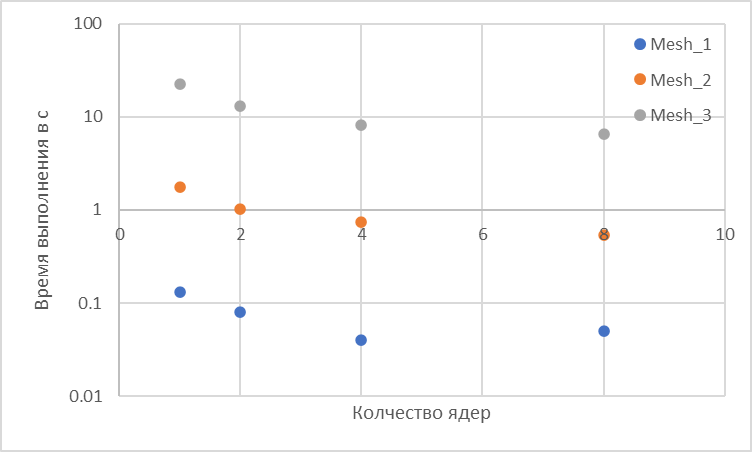 100
Mesh_1
Mesh_2
Mesh_3
10
1
0 2 4 6 8 10
0.1
0.01
Время выполнения в с
Колчество ядер